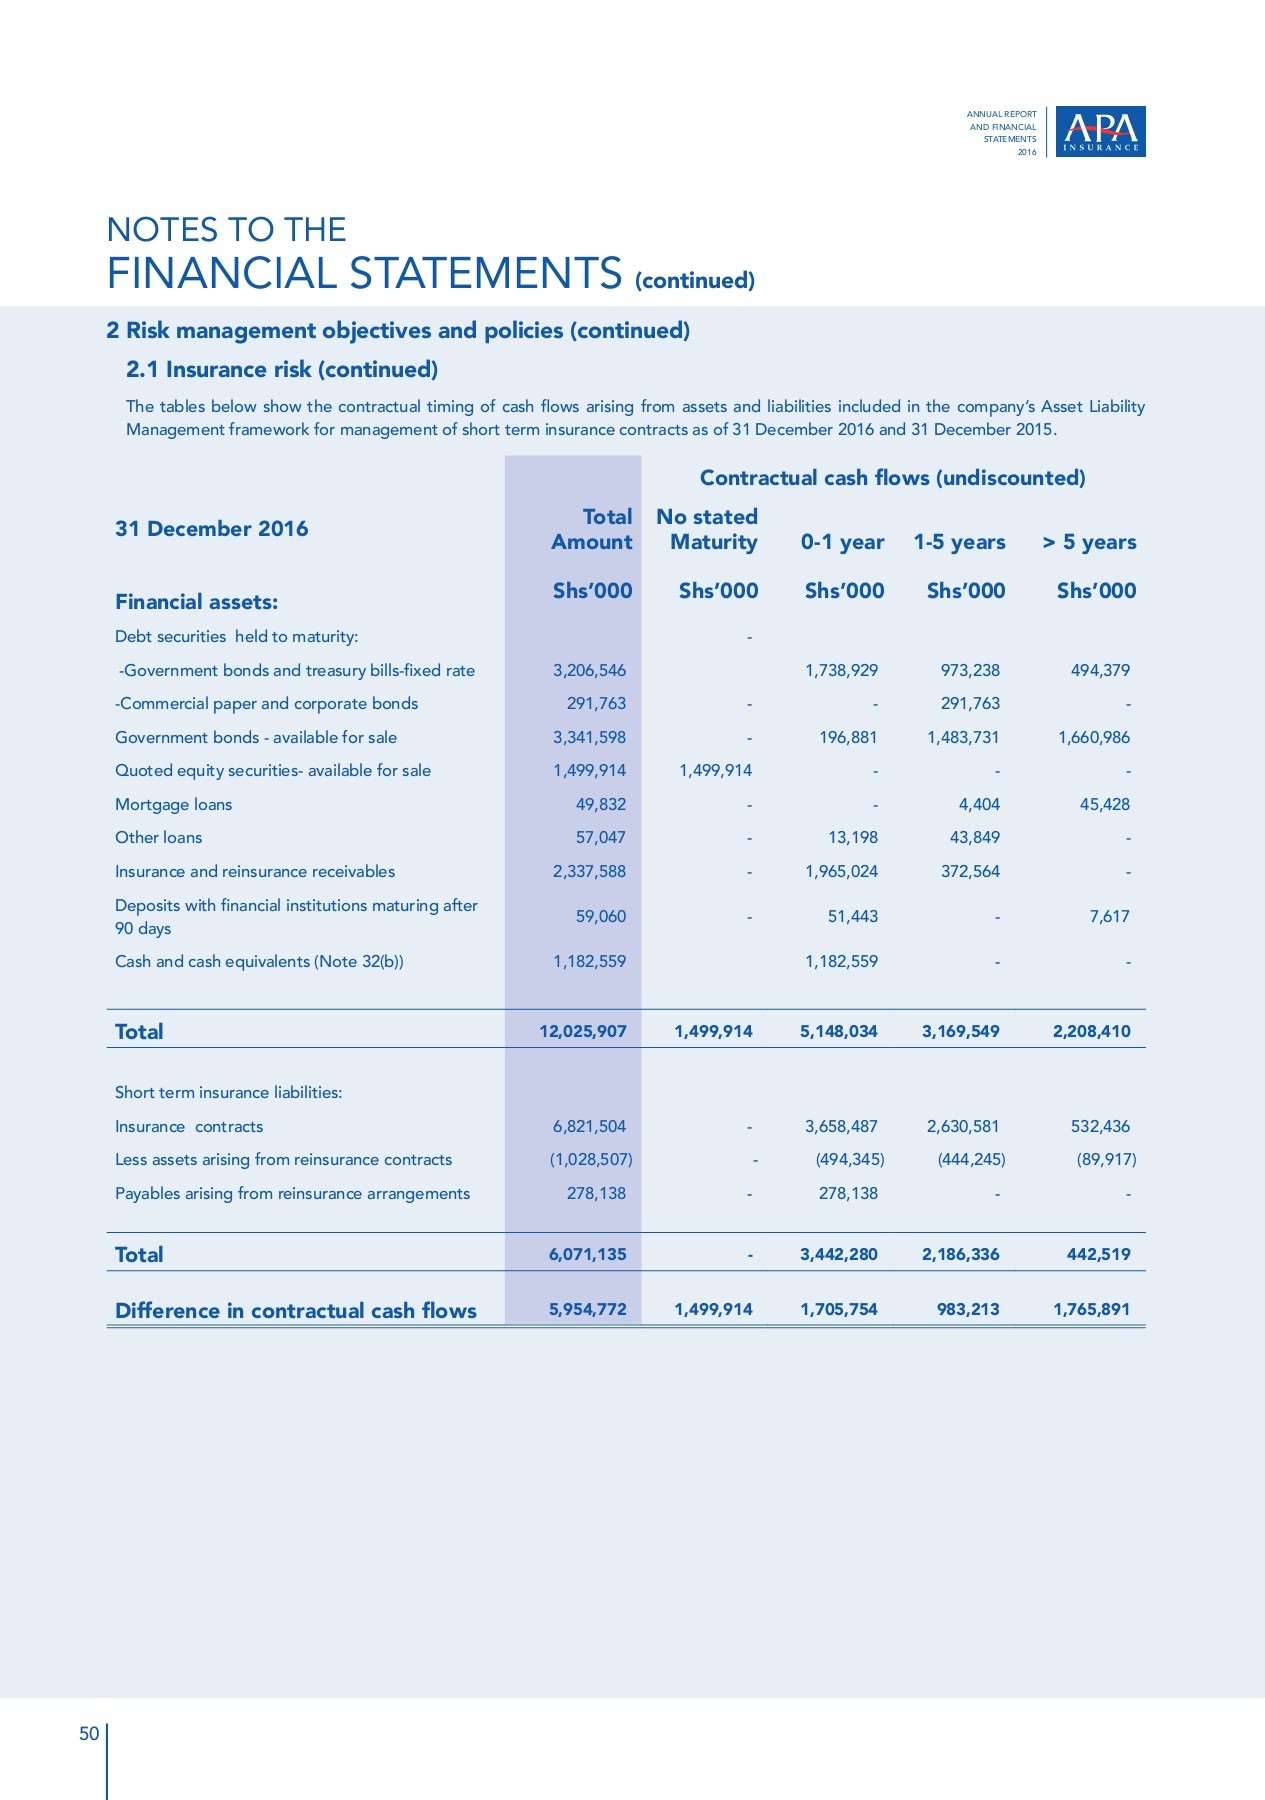 ANNUAL REPORT
AND FINANCIAL
STATEMENTS
2016
APA
INSURANCE
NOTES TO THE
FINANCIAL STATEMENTS (continued)
2 Risk management objectives and policies (continued)
2.1 Insurance risk (continued)
The tables below show the contractual timing of cash flows arising from assets and liabilities included in the company's Asset Liability
Management framework for management of short term insurance contracts as of 31 December 2016 and 31 December 2015.
Contractual cash flows (undiscounted)
31 December 2016 Total Amount No stated Maturity 0-1 year 1-5 years > 5 years
Financial assets: Shs'000 Shs'000 Shs'000 Shs'000 Shs'000
Debt securities held to maturity: -
-Government bonds and treasury bills-fixed rate 3,206,546 1,738,929 973,238 494,379
-Commercial paper and corporate bonds 291,763 - - 291,763 -
Government bonds - available for sale 3,341,598 - 196,881 1,483,731 1,660,986
Quoted equity securities- available for sale 1,499,914 1,499,914 - - -
Mortgage loans 49,832 - - 4,404 45,428
Other loans 57,047 - 13,198 43,849 -
Insurance and reinsurance receivables 2,337,588 - 1,965,024 372,564 -
Deposits with financial institutions maturing after
90 days 59,060 - 51,443 - 7,617
Cash and cash equivalents (Note 32(b)) 1,182,559 1,182,559 - -
Total 12,025,907 1,499,914 5,148,034 3,169,549 2,208,410
Short term insurance liabilities:
Insurance contracts 6,821,504 - 3,658,487 2,630,581 532,436
Less assets arising from reinsurance contracts (1,028,507) - (494,345) (444,245) (89,917)
Payables arising from reinsurance arrangements 278,138 - 278,138 - -
Total 6,071,135 - 3,442,280 2,186,336 442,519
Difference in contractual cash flows 5,954,772 1,499,914 1,705,754 983,213 1,765,891
50